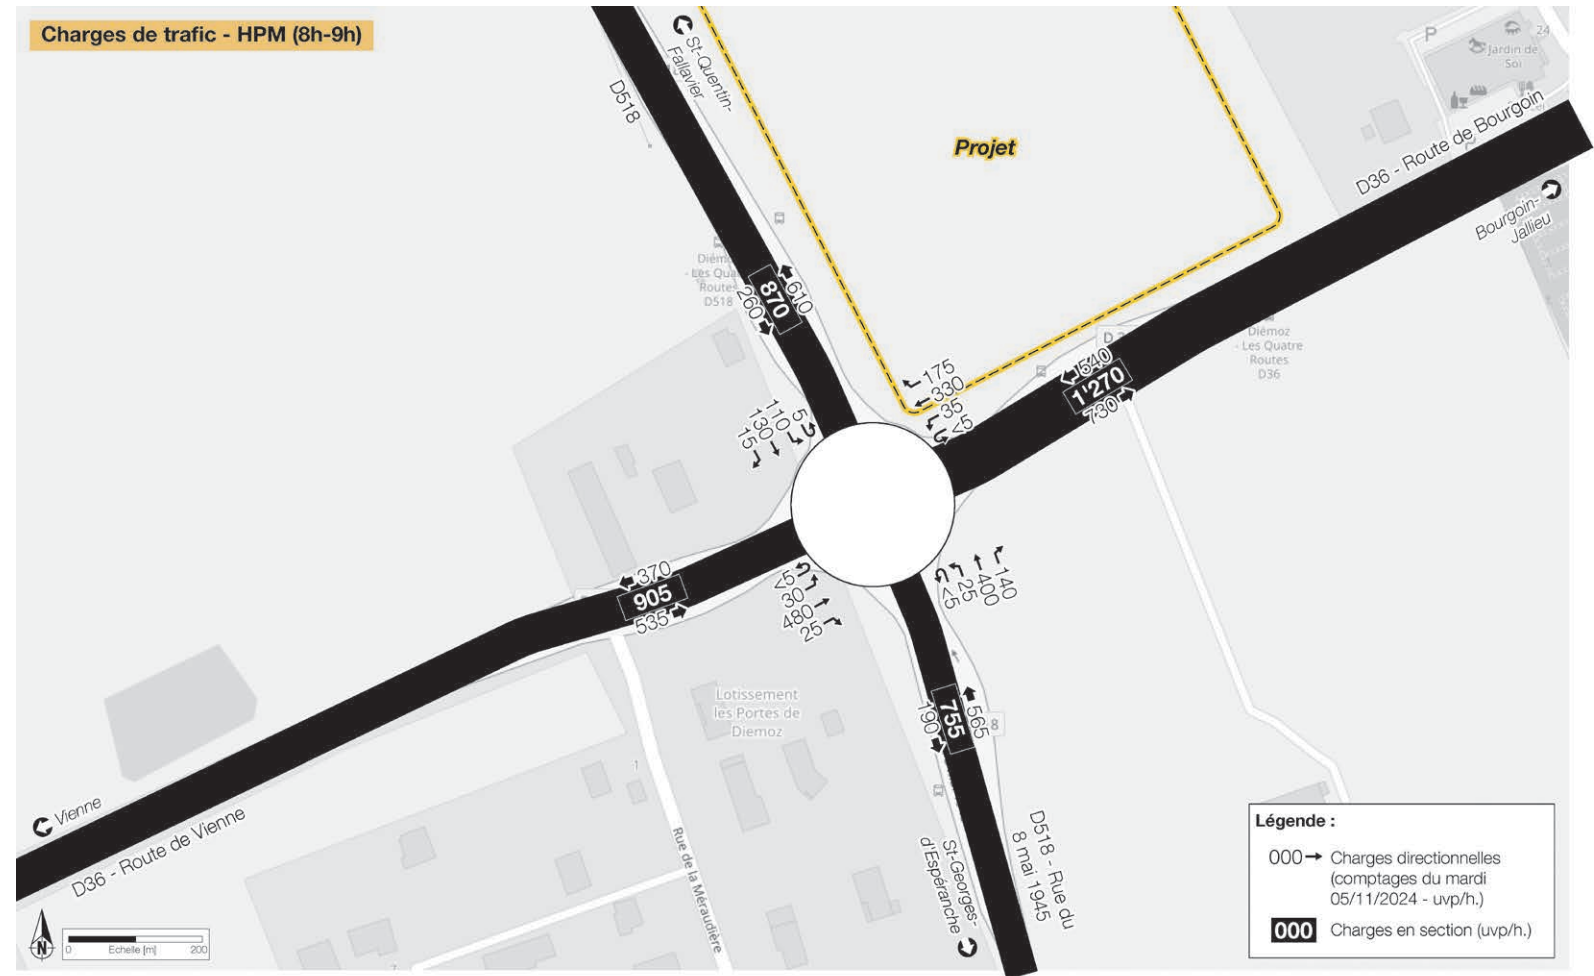 Charges de trafic - HPM (8h-9h)
St-Quentin-
Fallavier
D518
Projet
P
24
Jardin de
Soi
D36 - Route de Bourgoin
Bourgoin-
Jallieu
Diémoz
- Les Quatre
Routes
D36
Routes
D518
870
260
610
1'270
540
730
175
330
35
<5
5
110
130
15
905
370
535
<5
30
480
25
<5
25
400
140
755
190
565
8
Lotissement
les Portes de
Diemoz
1
7
Rue de la Méraudière
Vienne
D36 - Route de Vienne
St-Georges-
d'Espéranche
D518 - Rue du
8 mai 1945
N
0 Echelle [m] 200
Légende :
000 Charges directionnelles
(comptages du mardi
05/11/2024 - uvp/h.)
000 Charges en section (uvp/h.)